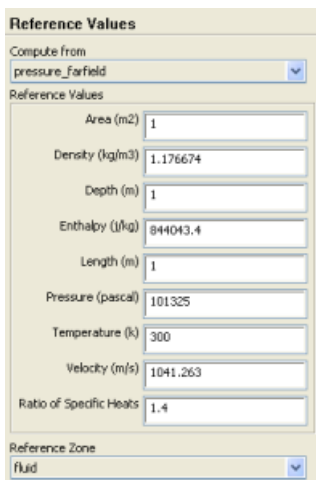 Reference Values
Compute from
pressure_farfield
Reference Values
Area (m2) 1
Density (kg/m3) 1.176674
Depth (m) 1
Enthalpy (j/kg) 844043.4
Length (m) 1
Pressure (pascal) 101325
Temperature (k) 300
Velocity (m/s) 1041.263
Ratio of Specific Heats 1.4
Reference Zone
fluid